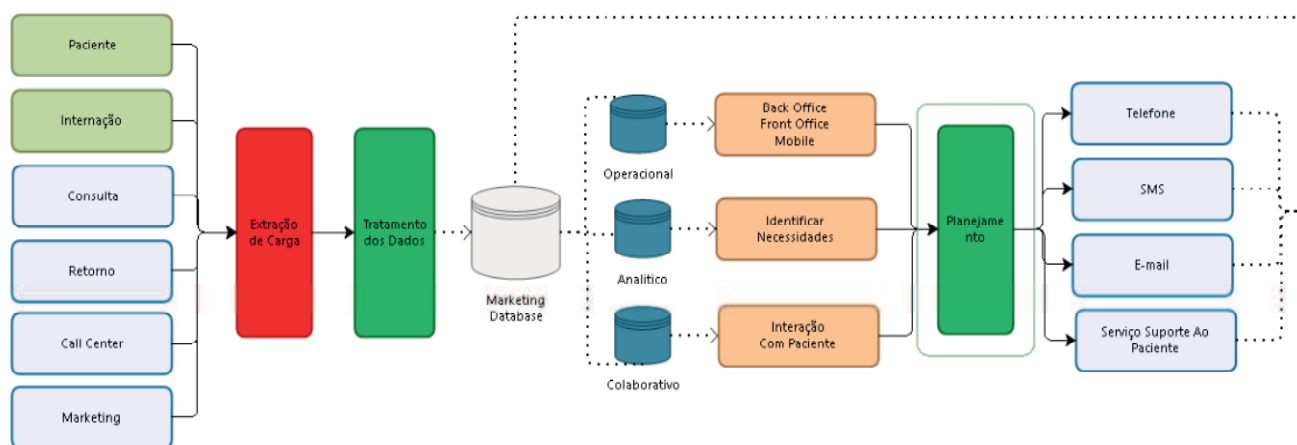 Paciente
Internação
Consulta
Retorno
Call Center
Marketing
Extração
de Carga
Tratamento
dos Dados
Marketing
Database
Operacional
Analítico
Colaborativo
Back Office
Front Office
Mobile
Identificar
Necessidades
Interação
Com Paciente
Planejame
nto
Telefone
SMS
E-mail
Serviço Suporte Ao
Paciente